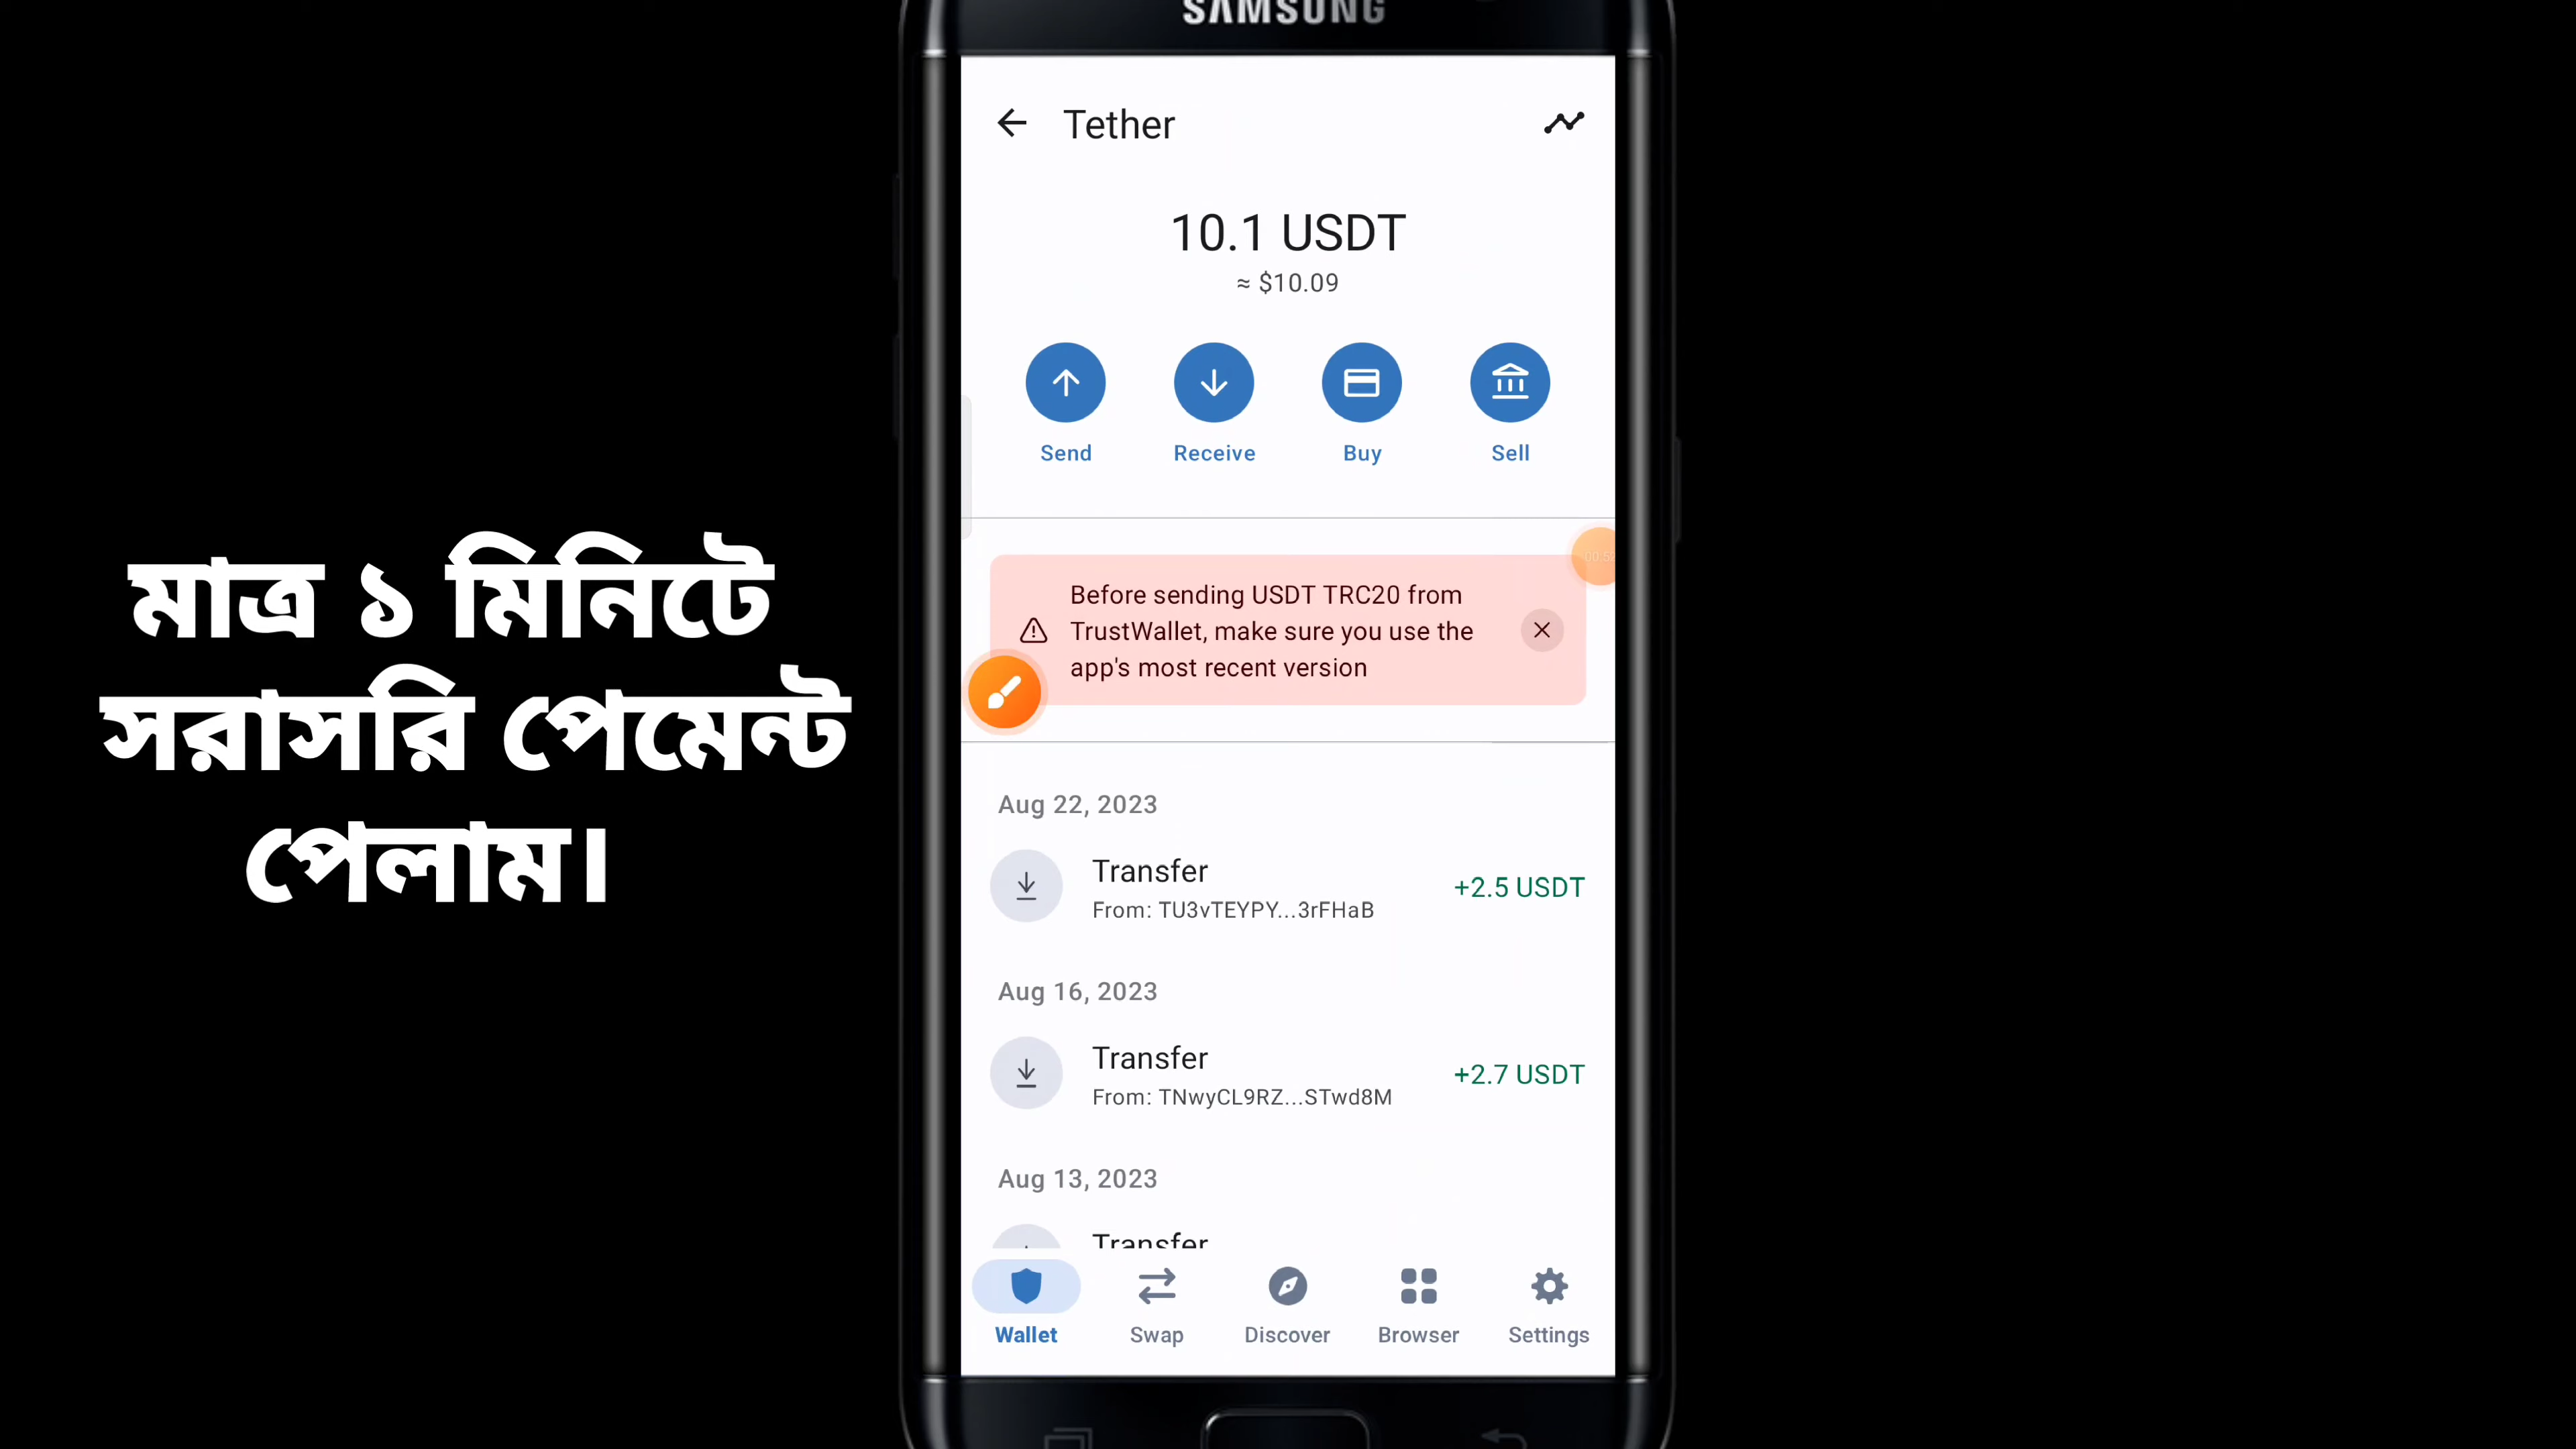 SAMSUNG
Tether
10.1 USDT
≈ $10.09
Send
Receive
Buy
Sell
Before sending USDT TRC20 from
TrustWallet, make sure you use the
app's most recent version
মাত্র ১ মিনিটে
সরাসরি পেমেন্ট
পেলাম।
Aug 22, 2023
Transfer
+2.5 USDT
From: TU3vTEYPY...3rFHaB
Aug 16, 2023
Transfer
+2.7 USDT
From: TNwyCL9RZ...STwd8M
Aug 13, 2023
Transfer
Wallet
Swap
Discover
Browser
Settings